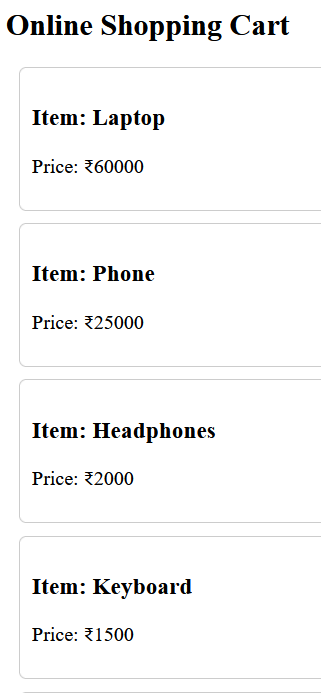 Online Shopping Cart
Item: Laptop
Price: ₹60000
Item: Phone
Price: ₹25000
Item: Headphones
Price: ₹2000
Item: Keyboard
Price: ₹1500